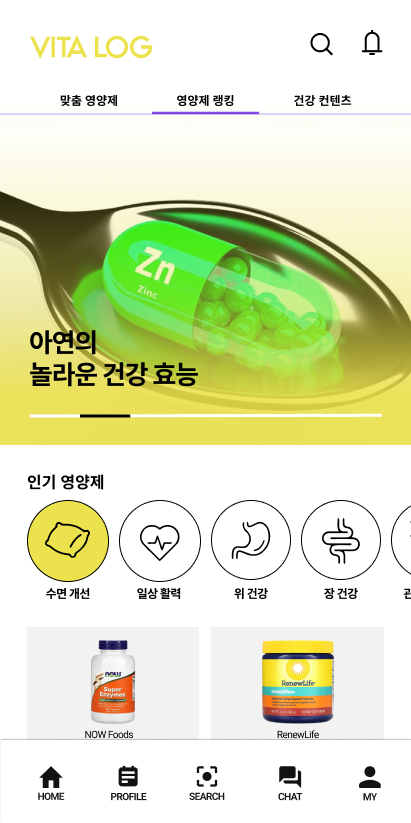 VITA LOG
맞춤 영양제 영양제 랭킹 건강 컨텐츠
Zn
Zinc
아연의
놀라운 건강 효능
인기 영양제
수면 개선 일상 활력 위 건강 장 건강
now
Super
Enzymes
RenewLife
NOW Foods RenewLife
HOME PROFILE SEARCH CHAT MY